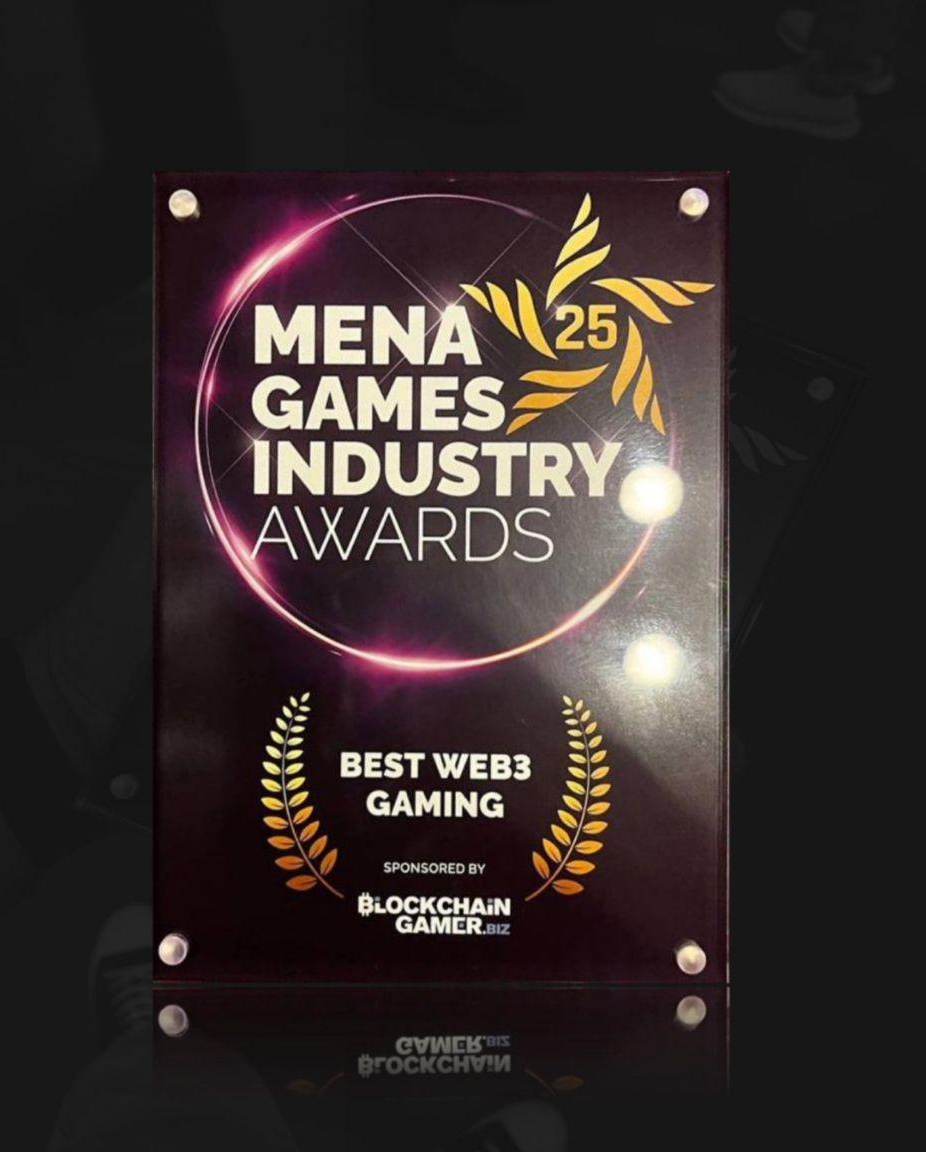 MENA
GAMES
25
INDUSTRY
AWARDS
BEST WEB3
GAMING
SPONSORED BY
BLOCKCHAiN
GAMER.BIZ